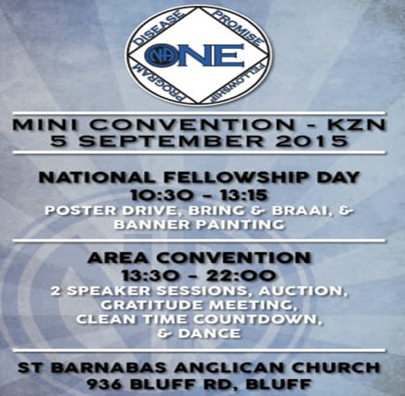 DISEASE
PROMISE
NA
ONE
PROGRAM
FELLOWSHIP
MINI CONVENTION - KZN
5 SEPTEMBER 2015
NATIONAL FELLOWSHIP DAY
10:30 - 13:15
POSTER DRIVE, BRING & BRAAI, &
BANNER PAINTING
AREA CONVENTION
13:30 - 22:00
2 SPEAKER SESSIONS, AUCTION,
GRATITUDE MEETING,
CLEAN TIME COUNTDOWN,
& DANCE
ST BARNABAS ANGLICAN CHURCH
936 BLUFF RD, BLUFF